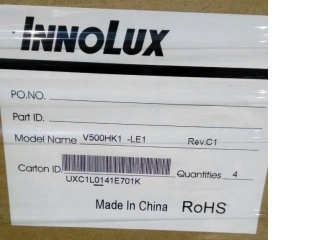 INNOLUX
PO.NO.
Part ID.
Model Name V500HK1 -LE1 Rev.C1
Carton ID
UXC1L0141E701K Quantities 4
Made In China RoHS